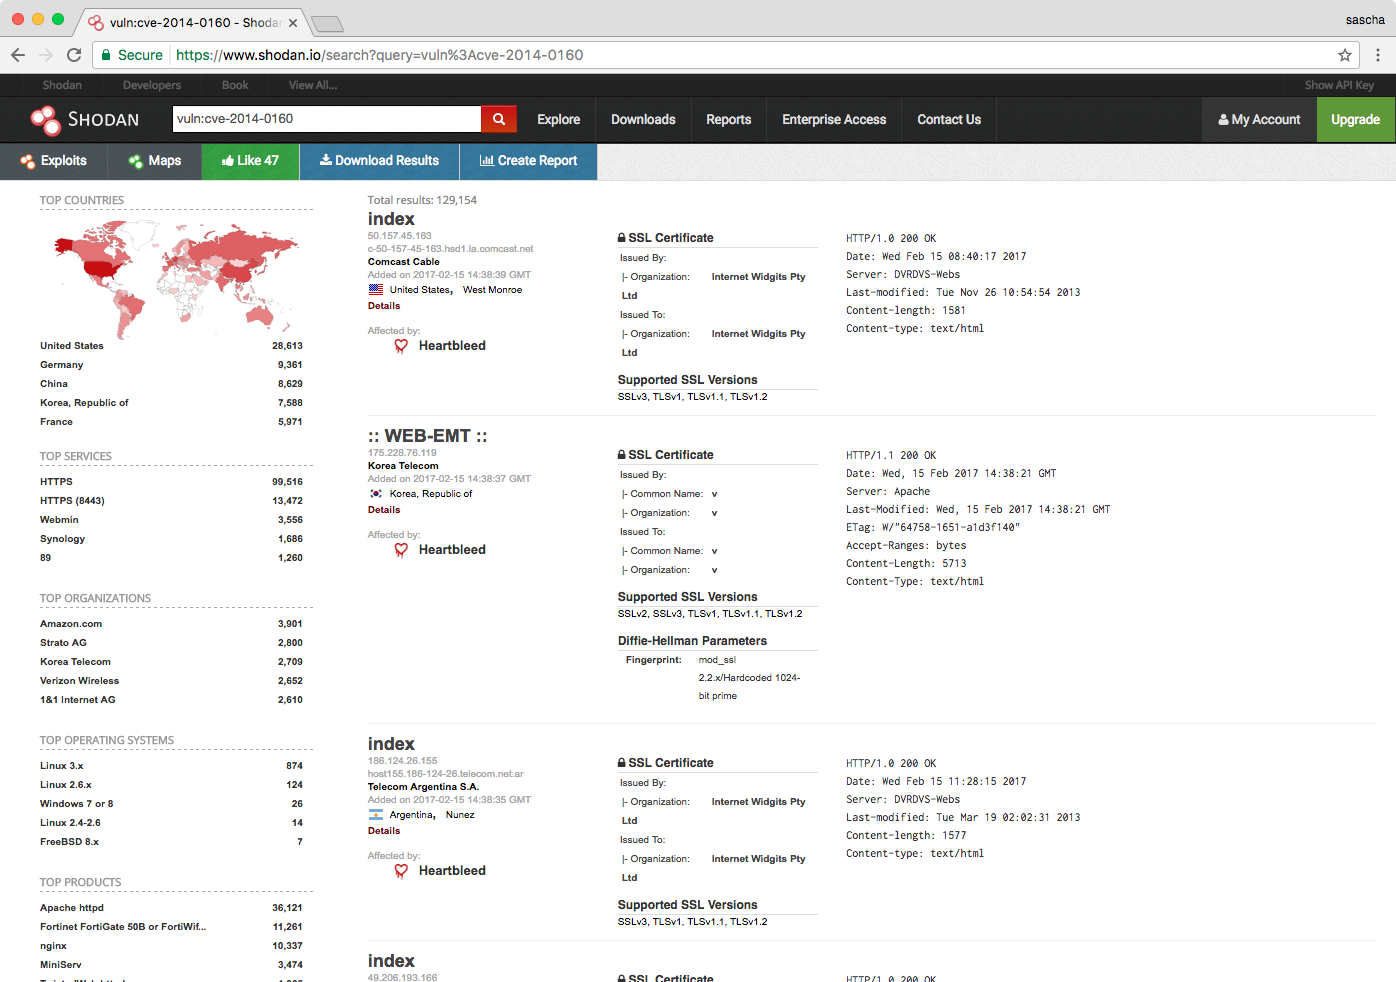 vuln:cve-2014-0160 - Shodan
sascha
Secure https://www.shodan.io/search?query=vuln%3Acve-2014-0160
Shodan Developers Book View All... Show API Key
SHODAN vuln:cve-2014-0160 Explore Downloads Reports Enterprise Access Contact Us My Account Upgrade
Exploits Maps Like 47 Download Results Create Report
TOP COUNTRIES
United States 28,613
Germany 9,361
China 8,629
Korea, Republic of 7,588
France 5,971
TOP SERVICES
HTTPS 99,516
HTTPS (8443) 13,472
Webmin 3,556
Synology 1,686
89 1,260
TOP ORGANIZATIONS
Amazon.com 3,901
Strato AG 2,800
Korea Telecom 2,709
Verizon Wireless 2,652
1&1 Internet AG 2,610
TOP OPERATING SYSTEMS
Linux 3.x 874
Linux 2.6.x 124
Windows 7 or 8 26
Linux 2.4-2.6 14
FreeBSD 8.x 7
TOP PRODUCTS
Apache httpd 36,121
Fortinet FortiGate 50B or FortiWif... 11,261
nginx 10,337
MiniServ 3,474
Total results: 129,154
index
50.157.45.163
c-50-157-45-163.hsd1.la.comcast.net
Comcast Cable
Added on 2017-02-15 14:38:39 GMT
United States, West Monroe
Details
Affected by:
Heartbleed
SSL Certificate
Issued By:
|- Organization: Internet Widgits Pty
Ltd
Issued To:
|- Organization: Internet Widgits Pty
Ltd
Supported SSL Versions
SSLv3, TLSv1, TLSv1.1, TLSv1.2
HTTP/1.0 200 OK
Date: Wed Feb 15 08:40:17 2017
Server: DVRDVS-Webs
Last-modified: Tue Nov 26 10:54:54 2013
Content-length: 1581
Content-type: text/html
:: WEB-EMT ::
175.228.76.119
Korea Telecom
Added on 2017-02-15 14:38:37 GMT
Korea, Republic of
Details
Affected by:
Heartbleed
SSL Certificate
Issued By:
|- Common Name: v
|- Organization: v
Issued To:
|- Common Name: v
|- Organization: v
Supported SSL Versions
SSLv2, SSLv3, TLSv1, TLSv1.1, TLSv1.2
Diffie-Hellman Parameters
Fingerprint: mod_ssl
2.2.x/Hardcoded 1024-
bit prime
HTTP/1.1 200 OK
Date: Wed, 15 Feb 2017 14:38:21 GMT
Server: Apache
Last-Modified: Wed, 15 Feb 2017 14:38:21 GMT
ETag: W/"64758-1651-a1d3f140"
Accept-Ranges: bytes
Content-Length: 5713
Content-Type: text/html
index
186.124.26.155
host155.186-124-26.telecom.net.ar
Telecom Argentina S.A.
Added on 2017-02-15 14:38:35 GMT
Argentina, Nunez
Details
Affected by:
Heartbleed
SSL Certificate
Issued By:
|- Organization: Internet Widgits Pty
Ltd
Issued To:
|- Organization: Internet Widgits Pty
Ltd
Supported SSL Versions
SSLv3, TLSv1, TLSv1.1, TLSv1.2
HTTP/1.0 200 OK
Date: Wed Feb 15 11:28:15 2017
Server: DVRDVS-Webs
Last-modified: Tue Mar 19 02:02:31 2013
Content-length: 1577
Content-type: text/html
index
49.206.193.166
SSL Certificate
HTTP/1.0 200 OK